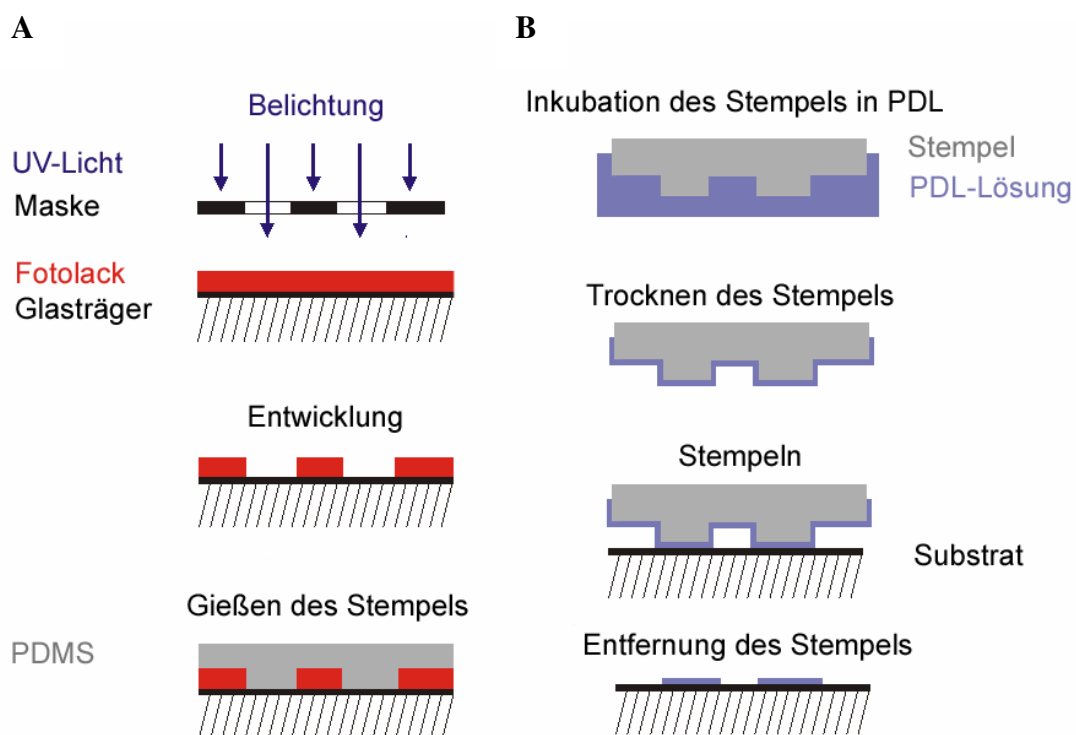 A
Belichtung
UV-Licht
Maske
Fotolack
Glasträger
Entwicklung
Gießen des Stempels
PDMS
B
Inkubation des Stempels in PDL
Stempel
PDL-Lösung
Trocknen des Stempels
Stempeln
Substrat
Entfernung des Stempels